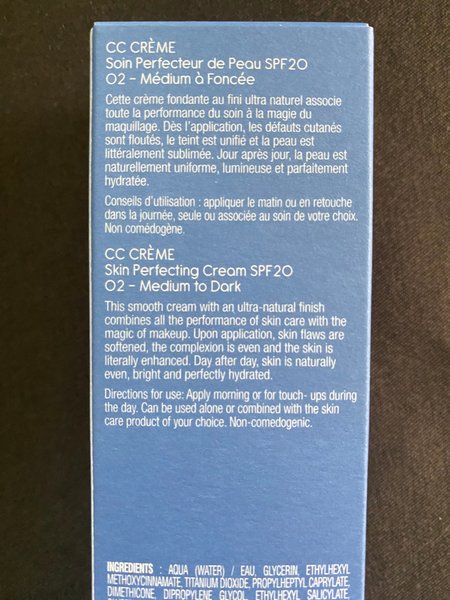 CC CRÈME
Soin Perfecteur de Peau SPF20
02 – Médium à Foncée
Cette crème fondante au fini ultra naturel associe
toute la performance du soin à la magie du
maquillage. Dès l'application, les défauts cutanés
sont floutés, le teint est unifié et la peau est
littéralement sublimée. Jour après jour, la peau est
naturellement uniforme, lumineuse et parfaitement
hydratée.
Conseils d'utilisation : appliquer le matin ou en retouche
dans la journée, seule ou associée au soin de votre choix.
Non comédogène.
CC CRÈME
Skin Perfecting Cream SPF20
02 – Medium to Dark
This smooth cream with an ultra-natural finish
combines all the performance of skin care with the
magic of makeup. Upon application, skin flaws are
softened, the complexion is even and the skin is
literally enhanced. Day after day, skin is naturally
even, bright and perfectly hydrated.
Directions for use: Apply morning or for touch- ups during
the day. Can be used alone or combined with the skin
care product of your choice. Non-comedogenic.
INGREDIENTS : AQUA (WATER) / EAU, GLYCERIN, ETHYLHEXYL
METHOXYCINNAMATE, TITANIUM DIOXIDE, PROPYLHEPTYL CAPRYLATE,
DIMETHICONE, DIPROPYLENE GLYCOL, ETHYLHEXYL SALICYLATE,